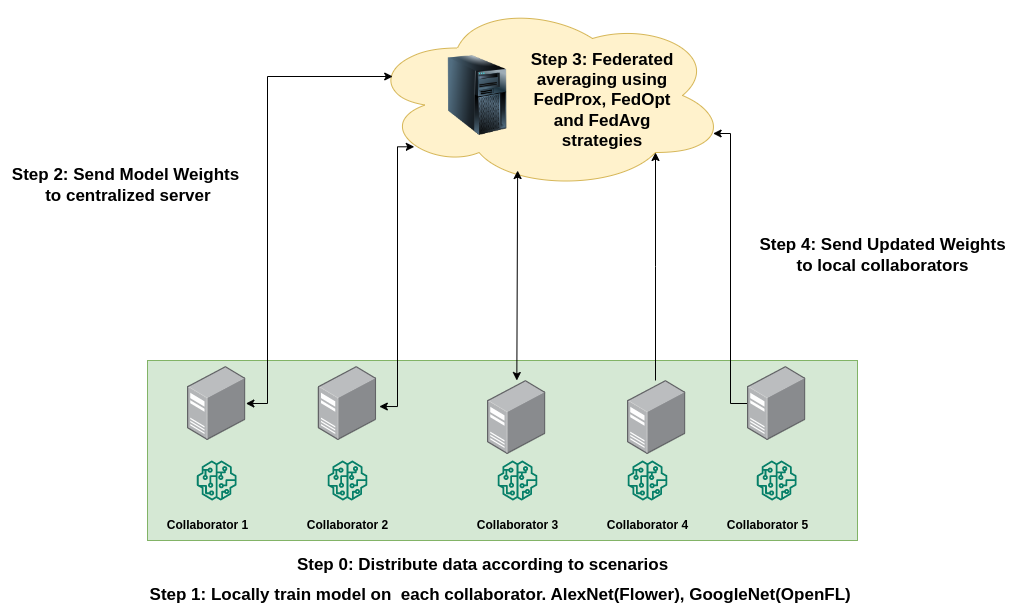 Step 3: Federated
averaging using
FedProx, FedOpt
and FedAvg
strategies
Step 2: Send Model Weights
to centralized server
Step 4: Send Updated Weights
to local collaborators
Collaborator 1
Collaborator 2
Collaborator 3
Collaborator 4
Collaborator 5
Step 0: Distribute data according to scenarios
Step 1: Locally train model on  each collaborator. AlexNet(Flower), GoogleNet(OpenFL)